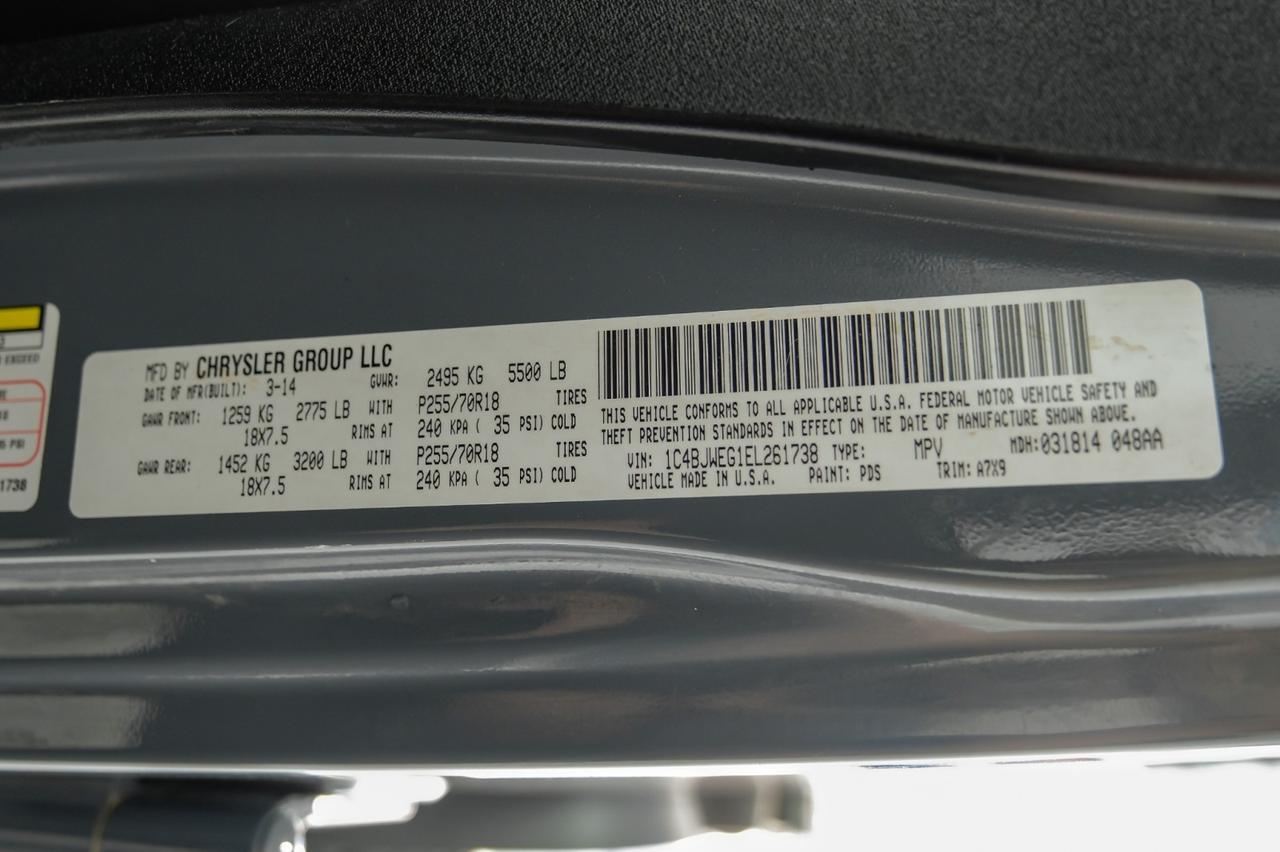 EXCEED
PSI
1738
MFD BY CHRYSLER GROUP LLC
DATE OF MFR(BUILT): 3-14 GVWR: 2495 KG 5500 LB
GAWR FRONT: 1259 KG 2775 LB WITH P255/70R18 TIRES
18X7.5 RIMS AT 240 KPA ( 35 PSI) COLD
GAWR REAR: 1452 KG 3200 LB WITH P255/70R18 TIRES
18X7.5 RIMS AT 240 KPA ( 35 PSI) COLD
THIS VEHICLE CONFORMS TO ALL APPLICABLE U.S.A. FEDERAL MOTOR VEHICLE SAFETY AND
THEFT PREVENTION STANDARDS IN EFFECT ON THE DATE OF MANUFACTURE SHOWN ABOVE.
VIN: 1C4BJWEG1EL261738 TYPE: MPV MDH:031814 048AA
VEHICLE MADE IN U.S.A. PAINT: PDS TRIM: A7X9